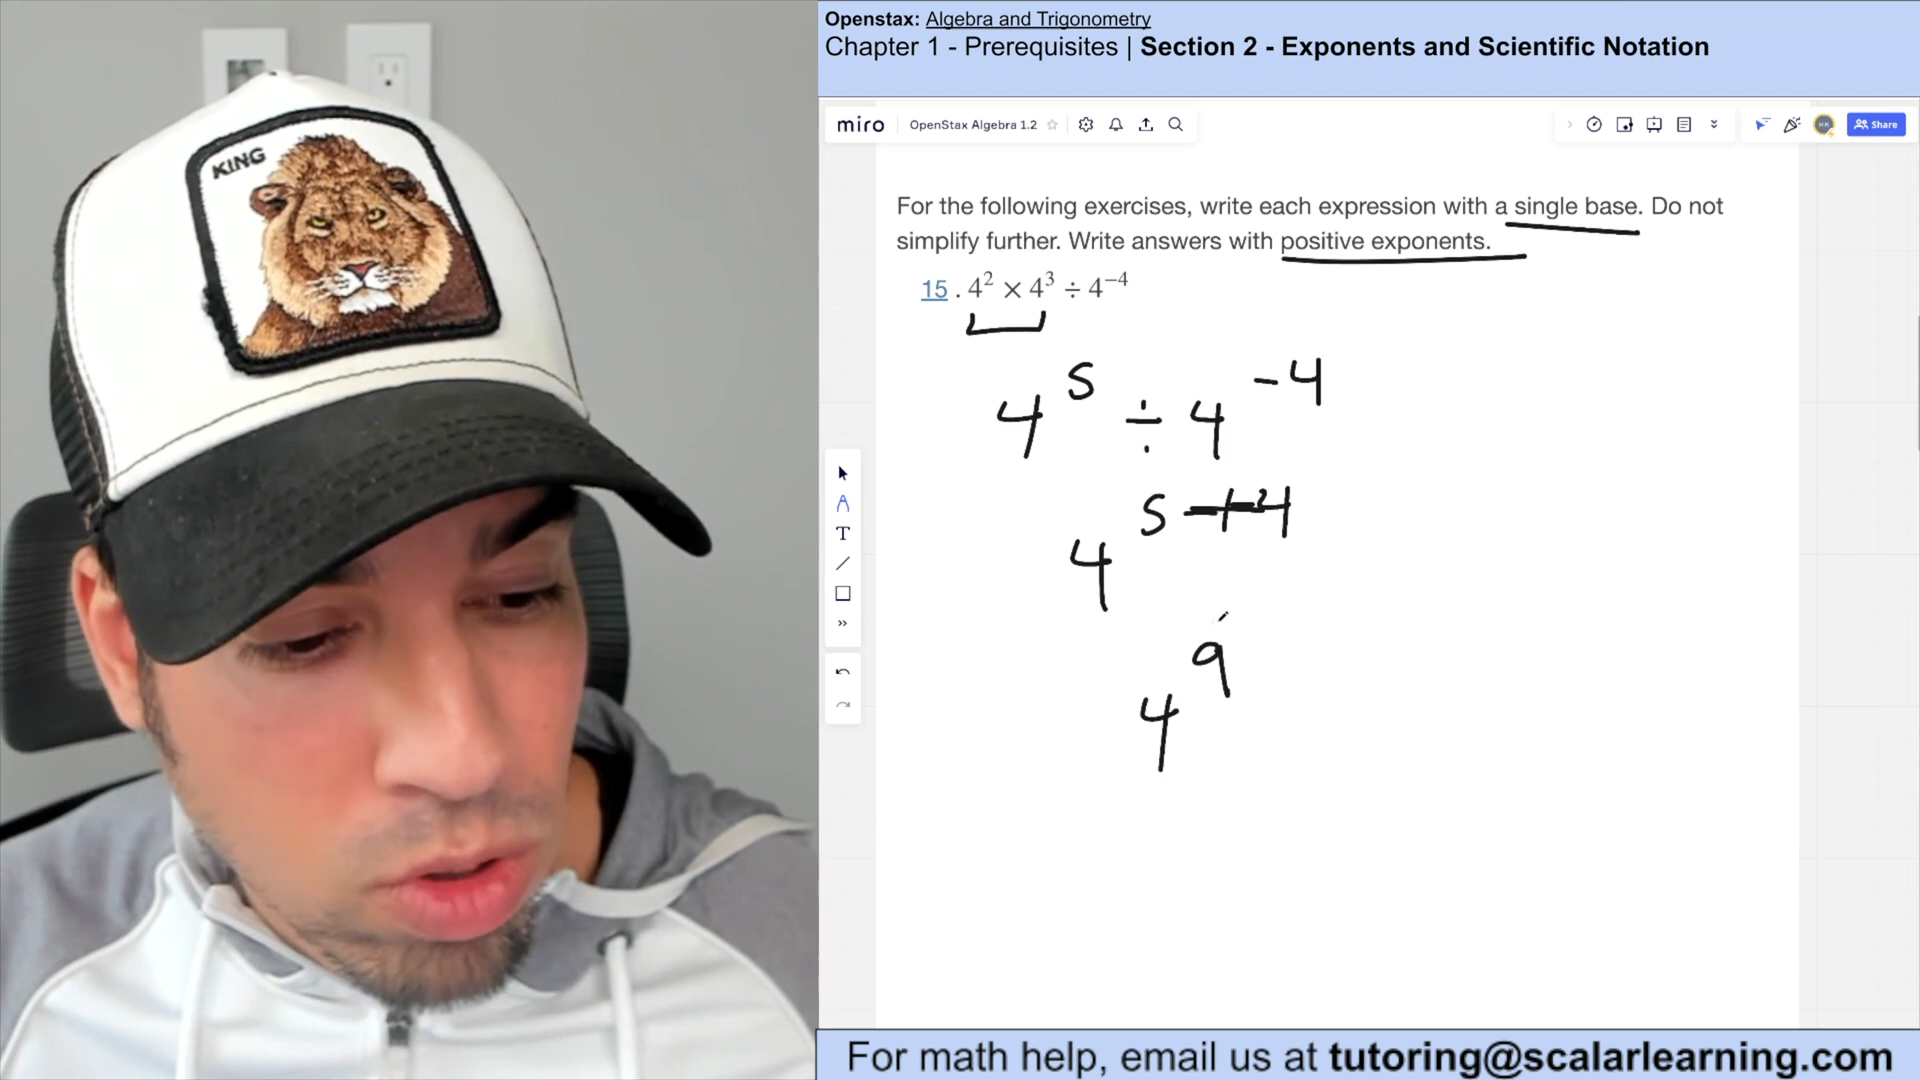 KING
Openstax: Algebra and Trigonometry
Chapter 1 - Prerequisites | Section 2 - Exponents and Scientific Notation
miro OpenStax Algebra 1.2 Share
For the following exercises, write each expression with a single base. Do not
simplify further. Write answers with positive exponents.
15 . 4² × 4³ ÷ 4⁻⁴
4⁵ ÷ 4⁻⁴
4⁵
4⁹
T
For math help, email us at tutoring@scalarlearning.com